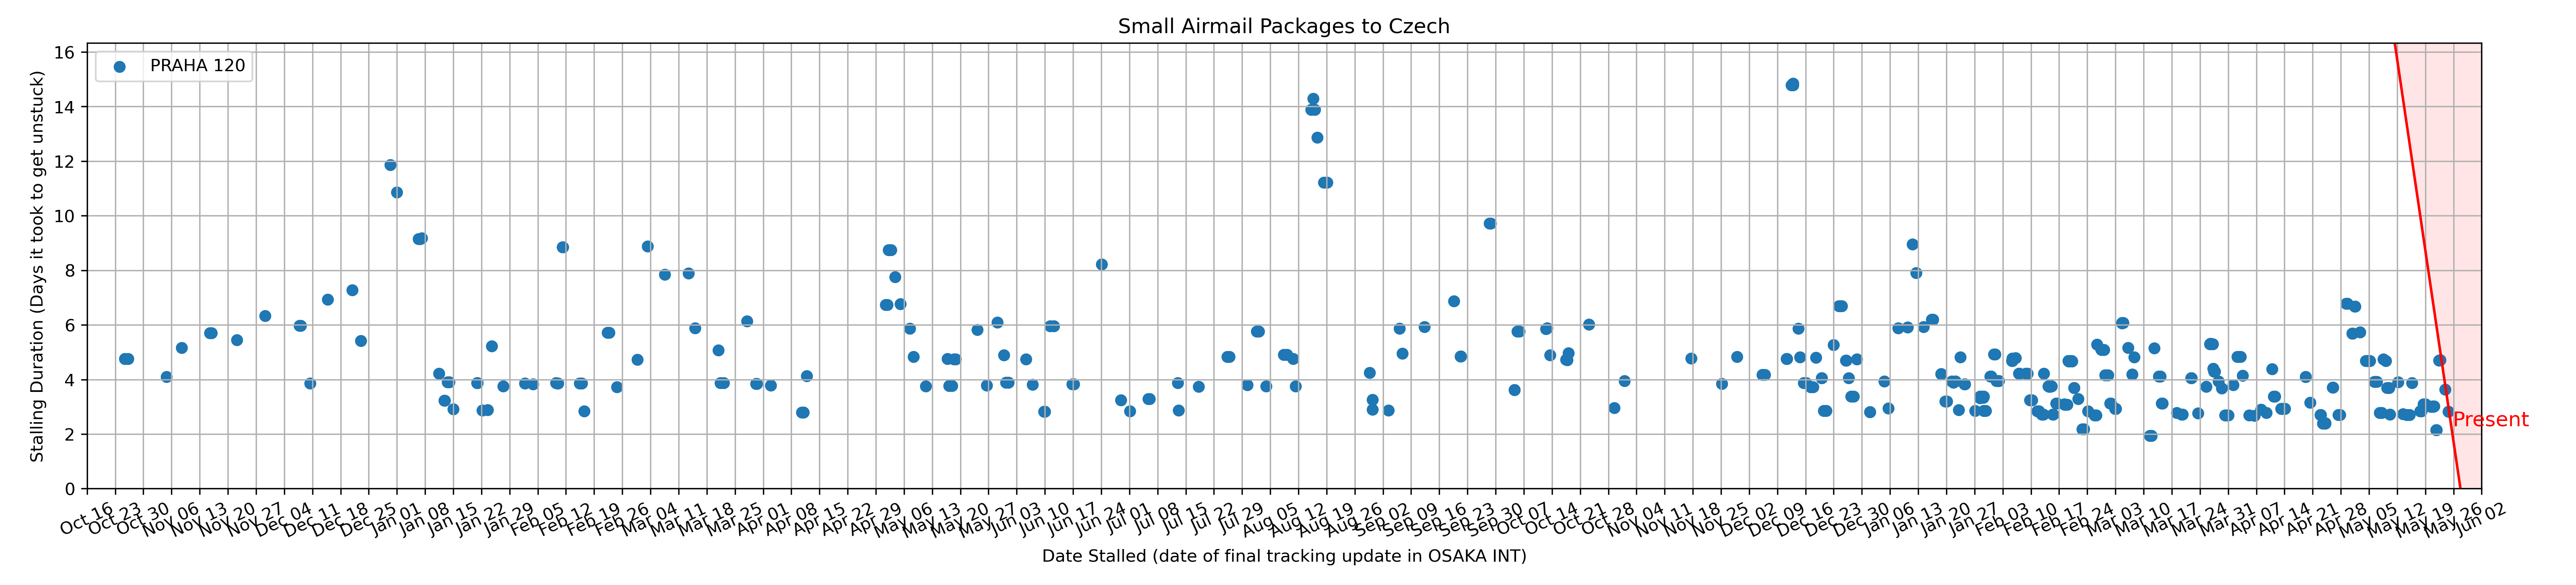 Small Airmail Packages to Czech
PRAHA 120
Stalling Duration (Days it took to get unstuck)
16
14
12
10
8
6
4
2
0
Present
Oct 16 Oct 23 Oct 30 Nov 06 Nov 13 Nov 20 Nov 27 Dec 04 Dec 11 Dec 18 Dec 25 Jan 01 Jan 08 Jan 15 Jan 22 Jan 29 Feb 05 Feb 12 Feb 19 Feb 26 Mar 04 Mar 11 Mar 18 Mar 25 Apr 01 Apr 08 Apr 15 Apr 22 Apr 29 May 06 May 13 May 20 May 27 Jun 03 Jun 10 Jun 17 Jun 24 Jul 01 Jul 08 Jul 15 Jul 22 Jul 29 Aug 05 Aug 12 Aug 19 Aug 26 Sep 02 Sep 09 Sep 16 Sep 23 Sep 30 Oct 07 Oct 14 Oct 21 Oct 28 Nov 04 Nov 11 Nov 18 Nov 25 Dec 02 Dec 09 Dec 16 Dec 23 Dec 30 Jan 06 Jan 13 Jan 20 Jan 27 Feb 03 Feb 10 Feb 17 Feb 24 Mar 03 Mar 10 Mar 17 Mar 24 Mar 31 Apr 07 Apr 14 Apr 21 Apr 28 May 05 May 12 May 19 May 26 Jun 02
Date Stalled (date of final tracking update in OSAKA INT)